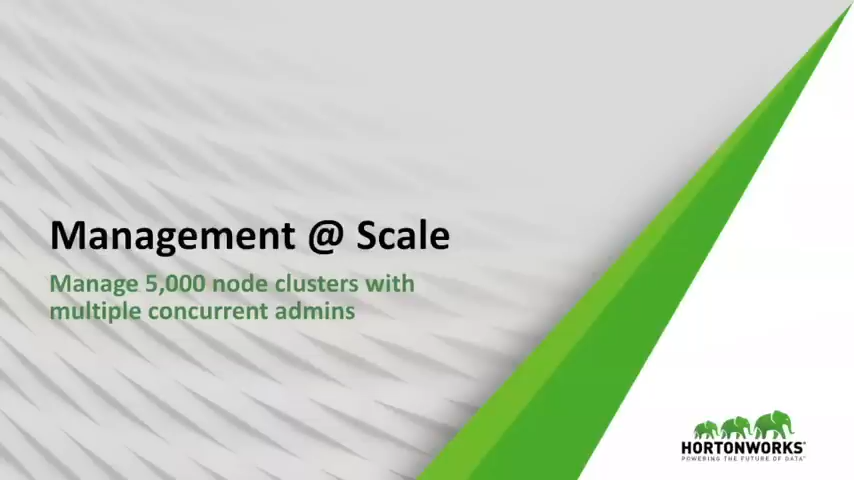 Management @ Scale
Manage 5,000 node clusters with
multiple concurrent admins
HORTONWORKS
POWERING THE FUTURE OF DATA